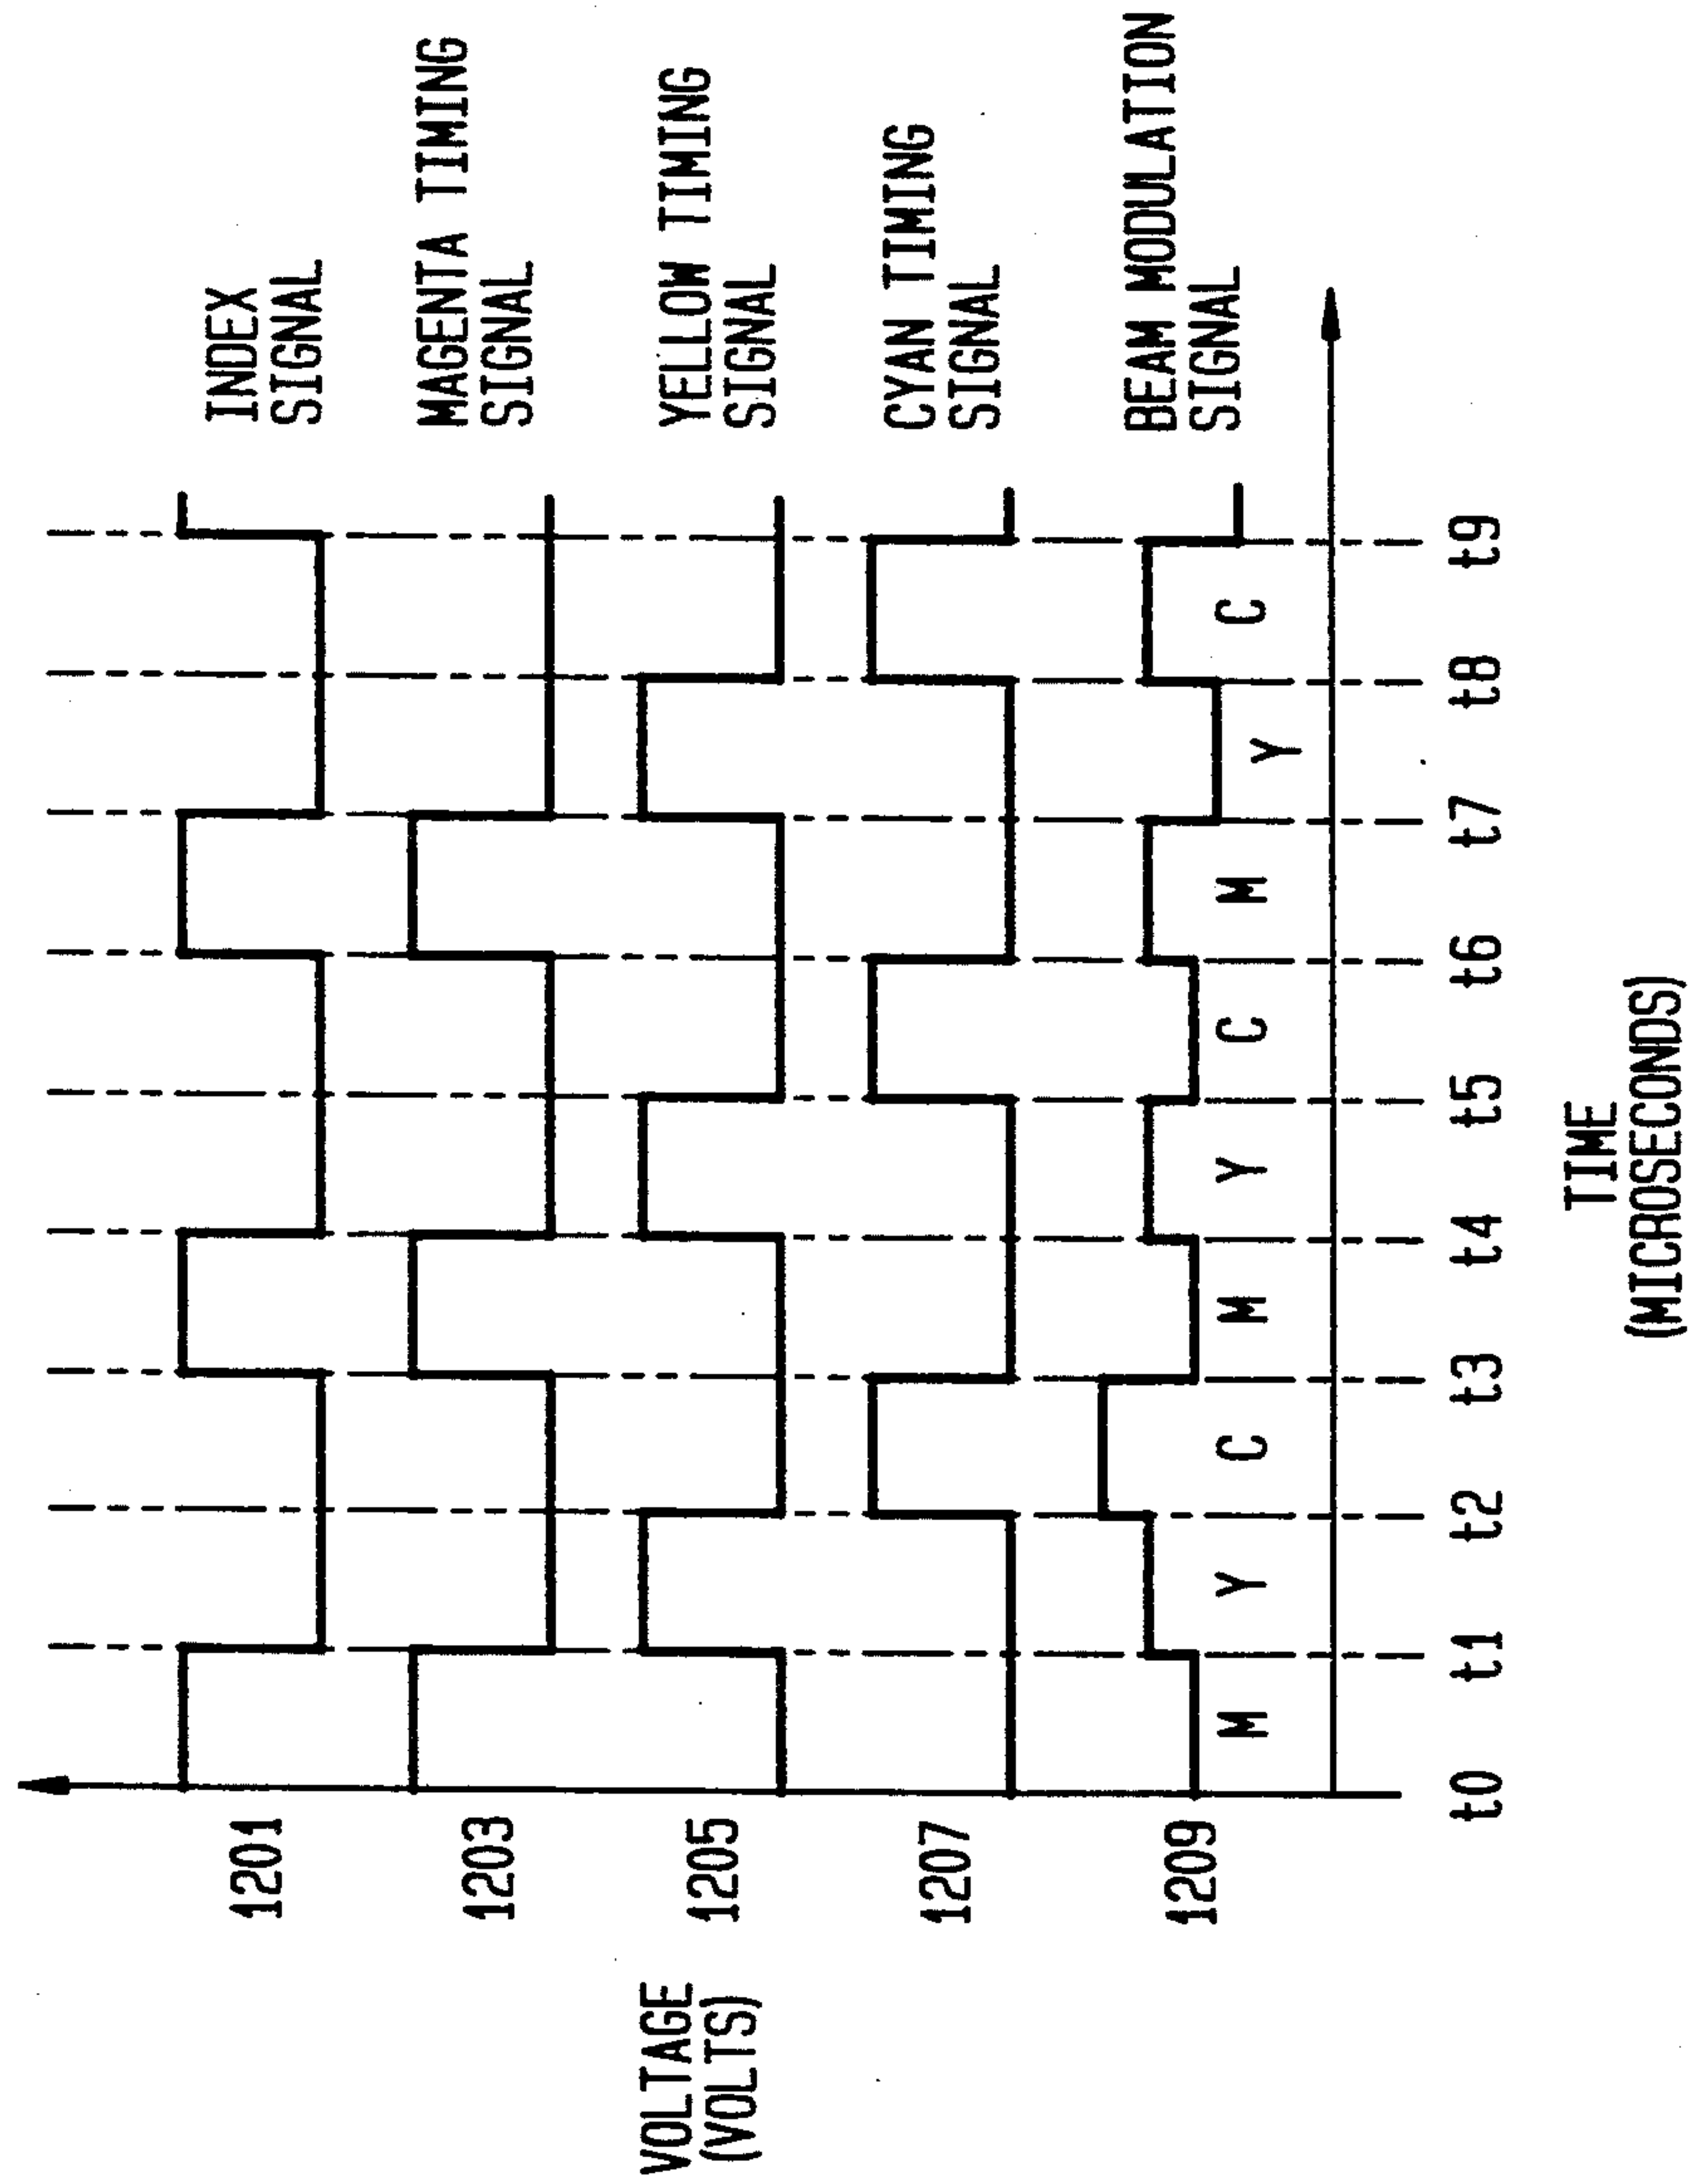 VOLTAGE
(VOLTS)
1201
INDEX
SIGNAL
1203
MAGENTA TIMING
SIGNAL
1205
YELLOW TIMING
SIGNAL
1207
CYAN TIMING
SIGNAL
1209
BEAM MODULATION
SIGNAL
M Y C M Y C M Y C
t0 t1 t2 t3 t4 t5 t6 t7 t8 t9
TIME
(MICROSECONDS)